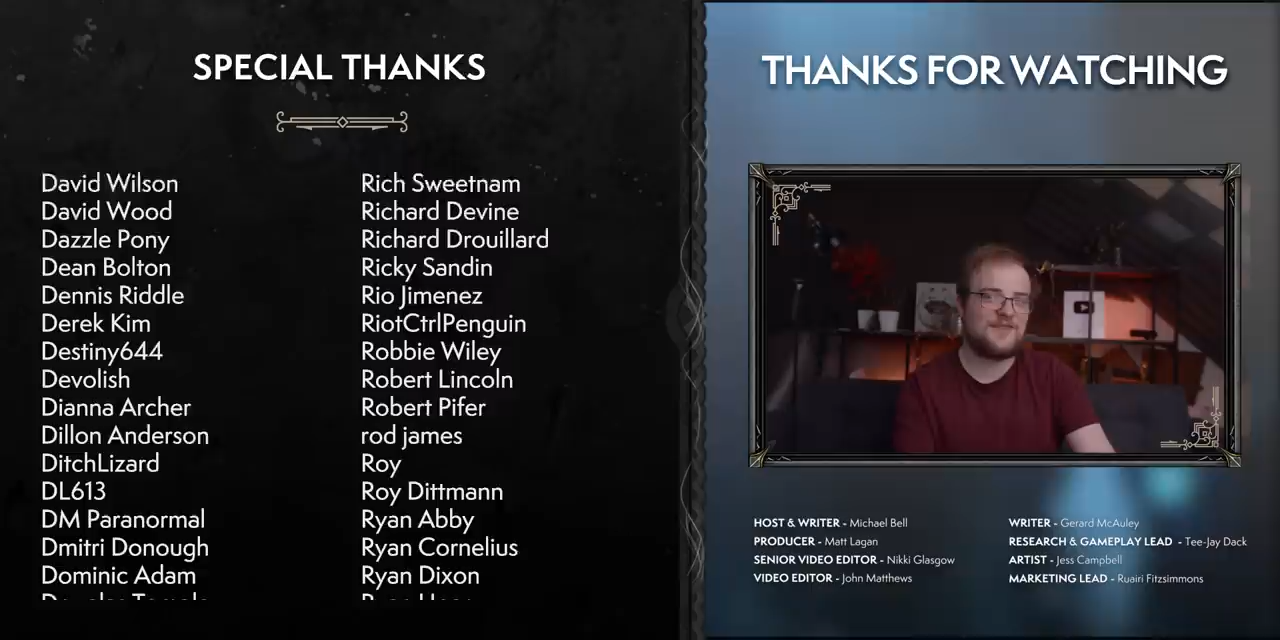 SPECIAL THANKS
David Wilson
David Wood
Dazzle Pony
Dean Bolton
Dennis Riddle
Derek Kim
Destiny644
Devolish
Dianna Archer
Dillon Anderson
DitchLizard
DL613
DM Paranormal
Dmitri Donough
Dominic Adam
Rich Sweetnam
Richard Devine
Richard Drouillard
Ricky Sandin
Rio Jimenez
RiotCtrlPenguin
Robbie Wiley
Robert Lincoln
Robert Pifer
rod james
Roy
Roy Dittmann
Ryan Abby
Ryan Cornelius
Ryan Dixon
THANKS FOR WATCHING
HOST & WRITER - Michael Bell
PRODUCER - Matt Lagan
SENIOR VIDEO EDITOR - Nikki Glasgow
VIDEO EDITOR - John Matthews
WRITER - Gerard McAuley
RESEARCH & GAMEPLAY LEAD - Tee-Jay Dack
ARTIST - Jess Campbell
MARKETING LEAD - Ruairi Fitzsimmons